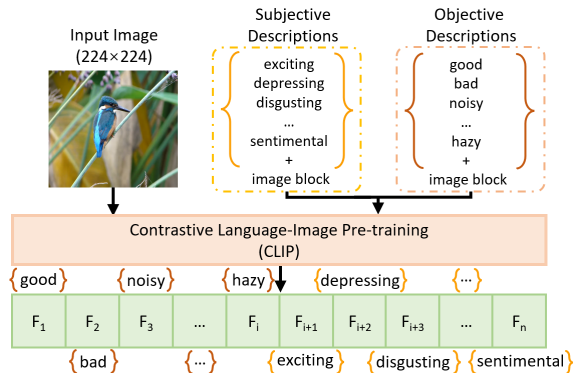 Input Image
(224×224)
Subjective
Descriptions
exciting
depressing
disgusting
...
sentimental
+
image block
Objective
Descriptions
good
bad
noisy
...
hazy
+
image block
Contrastive Language-Image Pre-training
(CLIP)
{good} {noisy} {hazy} {depressing} {...}
F1 F2 F3 ... Fi Fi+1 Fi+2 Fi+3 ... Fn
{bad} {...} {exciting} {disgusting} {sentimental}